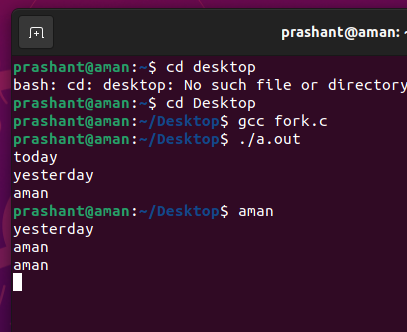 prashant@aman: ~
prashant@aman:~$ cd desktop
bash: cd: desktop: No such file or directory
prashant@aman:~$ cd Desktop
prashant@aman:~/Desktop$ gcc fork.c
prashant@aman:~/Desktop$ ./a.out
today
yesterday
aman
prashant@aman:~/Desktop$ aman
yesterday
aman
aman